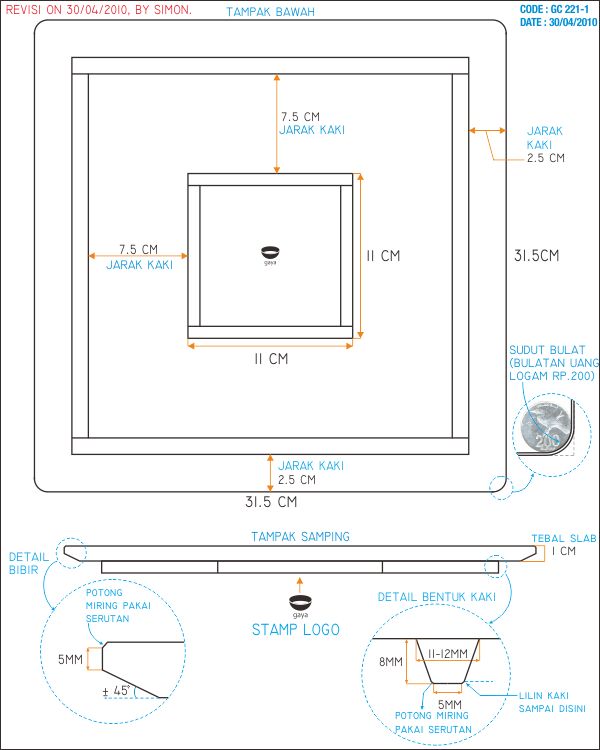 REVISI ON 30/04/2010, BY SIMON.
TAMPAK BAWAH
CODE : GC 221-1
DATE : 30/04/2010
7.5 CM
JARAK KAKI
JARAK
KAKI
2.5 CM
7.5 CM
JARAK KAKI
gaya
11 CM
31.5CM
11 CM
SUDUT BULAT
(BULATAN UANG
LOGAM RP.200)
200
JARAK KAKI
2.5 CM
31.5 CM
TAMPAK SAMPING
TEBAL SLAB
1 CM
DETAIL
BIBIR
POTONG
MIRING PAKAI
SERUTAN
5MM
± 45°
gaya
STAMP LOGO
DETAIL BENTUK KAKI
8MM
11-12MM
5MM
POTONG MIRING
PAKAI SERUTAN
LILIN KAKI
SAMPAI DISINI